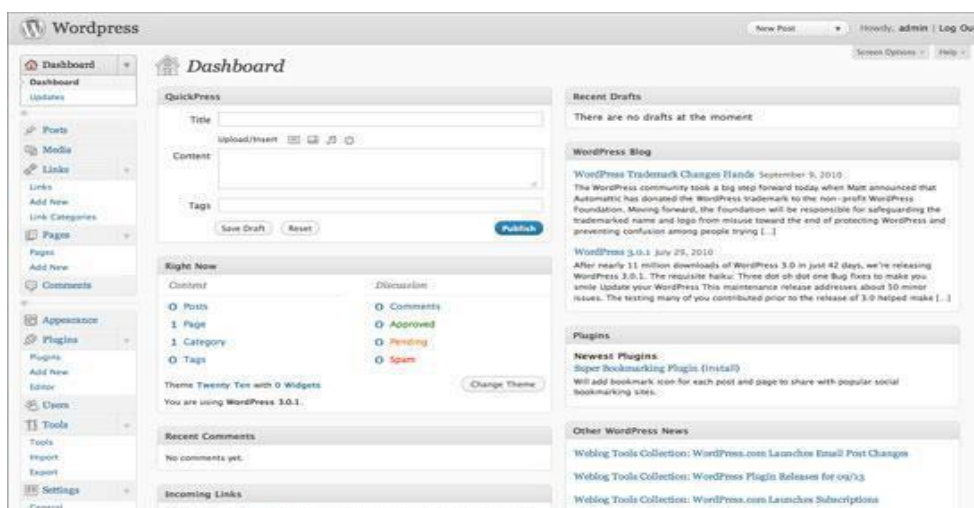 Wordpress
New Post
Howdy, admin | Log Ou
Screen Options
Help
Dashboard
Dashboard
Updates
Posts
Media
Links
Links
Add New
Link Categories
Pages
Pages
Add New
Comments
Appearance
Plugins
Plugins
Add New
Editor
Users
Tools
Tools
Import
Export
Settings
General
Dashboard
QuickPress
Title
Upload/Insert
Content
Tags
Save Draft
Reset
Publish
Right Now
Content
Discussion
0 Posts
0 Comments
1 Page
0 Approved
1 Category
0 Pending
0 Tags
0 Spam
Theme Twenty Ten with 0 Widgets
Change Theme
You are using WordPress 3.0.1.
Recent Comments
No comments yet.
Incoming Links
Recent Drafts
There are no drafts at the moment
WordPress Blog
WordPress Trademark Changes Hands September 9, 2010
The WordPress community took a big step forward today when Matt announced that
Automattic has donated the WordPress trademark to the non-profit WordPress
Foundation. Moving forward, the Foundation will be responsible for safeguarding the
trademarked name and logo from misuse toward the end of protecting WordPress and
preventing confusion among people trying [...]
WordPress 3.0.1 July 29, 2010
After nearly 11 million downloads of WordPress 3.0 in just 42 days, we're releasing
WordPress 3.0.1. The requisite haiku: Three dot oh dot one Bug fixes to make you
smile Update your WordPress This maintenance release addresses about 50 minor
issues. The testing many of you contributed prior to the release of 3.0 helped make [...]
Plugins
Newest Plugins
Super Bookmarking Plugin (Install)
Will add bookmark icon for each post and page to share with popular social
bookmarking sites.
Other WordPress News
Weblog Tools Collection: WordPress.com Launches Email Post Changes
Weblog Tools Collection: WordPress Plugin Releases for 09/13
Weblog Tools Collection: WordPress.com Launches Subscriptions